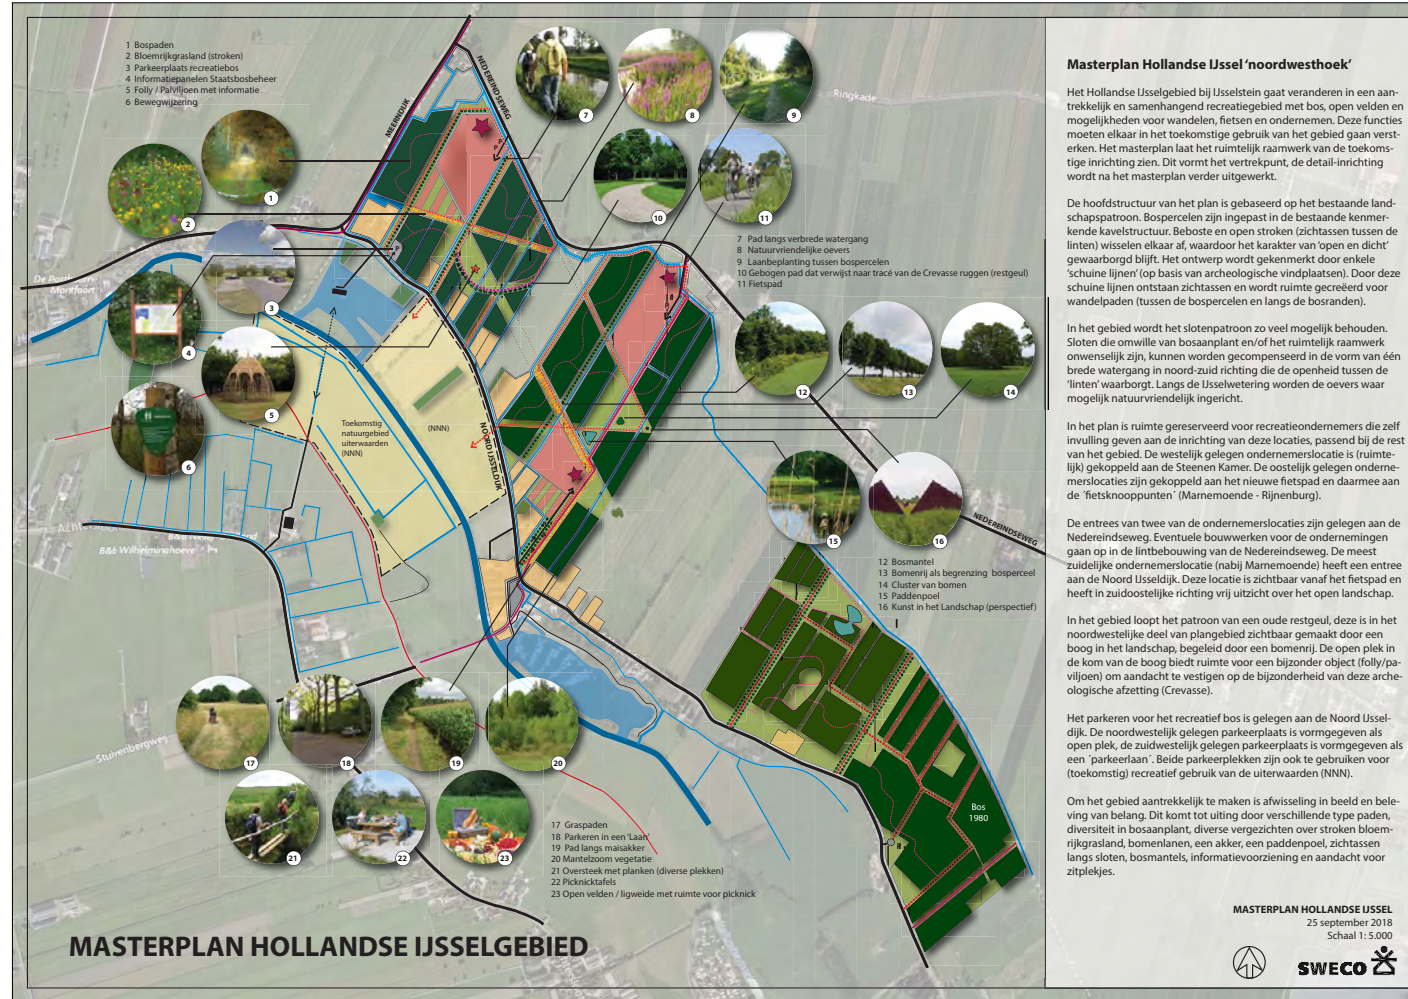 1 Bospaden
2 Bloemrijkgrasland (stroken)
3 Parkeerplaats recreatiebos
4 Informatiepanelen Staatsbosbeheer
5 Folly / Palviljoen met informatie
6 Bewegwijzering
MEERNDIJK
NEDEREINDSEWEG
Ringkade
1
2
3
4
5
6
7
8
9
10
11
7 Pad langs verbrede watergang
8 Natuurvriendelijke oevers
9 Laanbeplanting tussen bospercelen
10 Gebogen pad dat verwijst naar tracé van de Crevasse ruggen (restgeul)
11 Fietspad
P
P
P
Montfoort
12
13
14
Toekomstig
natuurgebied
uiterwaarden
(NNN)
(NNN)
NOORD IJSSELDIJK
B&b Wilhelminahoeve
15
16
NEDEREINDSEWEG
12 Bosmantel
13 Bomenrij als begrenzing bosperceel
14 Cluster van bomen
15 Paddenpoel
16 Kunst in het Landschap (perspectief)
Stuivenbergweg
17
18
19
20
21
22
23
Bos
1980
17 Graspaden
18 Parkeren in een 'Laan'
19 Pad langs maisakker
20 Mantelzoom vegetatie
21 Oversteek met planken (diverse plekken)
22 Picknicktafels
23 Open velden / ligweide met ruimte voor picknick
MASTERPLAN HOLLANDSE IJSSELGEBIED
Masterplan Hollandse IJssel 'noordwesthoek'
Het Hollandse IJsselgebied bij IJsselstein gaat veranderen in een aan-
trekkelijk en samenhangend recreatiegebied met bos, open velden en
mogelijkheden voor wandelen, fietsen en ondernemen. Deze functies
moeten elkaar in het toekomstige gebruik van het gebied gaan verst-
erken. Het masterplan laat het ruimtelijk raamwerk van de toekoms-
tige inrichting zien. Dit vormt het vertrekpunt, de detail-inrichting
wordt na het masterplan verder uitgewerkt.
De hoofdstructuur van het plan is gebaseerd op het bestaande land-
schapspatroon. Bospercelen zijn ingepast in de bestaande kenmer-
kende kavelstructuur. Beboste en open stroken (zichtassen tussen de
linten) wisselen elkaar af, waardoor het karakter van 'open en dicht'
gewaarborgd blijft. Het ontwerp wordt gekenmerkt door enkele
'schuine lijnen' (op basis van archeologische vindplaatsen). Door deze
schuine lijnen ontstaan zichtassen en wordt ruimte gecreëerd voor
wandelpaden (tussen de bospercelen en langs de bosranden).
In het gebied wordt het slotenpatroon zo veel mogelijk behouden.
Sloten die omwille van bosaanplant en/of het ruimtelijk raamwerk
onwenselijk zijn, kunnen worden gecompenseerd in de vorm van één
brede watergang in noord-zuid richting die de openheid tussen de
'linten' waarborgt. Langs de IJsselwetering worden de oevers waar
mogelijk natuurvriendelijk ingericht.
In het plan is ruimte gereserveerd voor recreatieondernemers die zelf
invulling geven aan de inrichting van deze locaties, passend bij de rest
van het gebied. De westelijk gelegen ondernemerslocatie is (ruimte-
lijk) gekoppeld aan de Steenen Kamer. De oostelijk gelegen onderne-
merslocaties zijn gekoppeld aan het nieuwe fietspad en daarmee aan
de ´fietsknooppunten´ (Marnemoende - Rijnenburg).
De entrees van twee van de ondernemerslocaties zijn gelegen aan de
Nedereindseweg. Eventuele bouwwerken voor de ondernemingen
gaan op in de lintbebouwing van de Nedereindseweg. De meest
zuidelijke ondernemerslocatie (nabij Marnemoende) heeft een entree
aan de Noord IJsseldijk. Deze locatie is zichtbaar vanaf het fietspad en
heeft in zuidoostelijke richting vrij uitzicht over het open landschap.
In het gebied loopt het patroon van een oude restgeul, deze is in het
noordwestelijke deel van plangebied zichtbaar gemaakt door een
boog in het landschap, begeleid door een bomenrij. De open plek in
de kom van de boog biedt ruimte voor een bijzonder object (folly/pa-
viljoen) om aandacht te vestigen op de bijzonderheid van deze arche-
ologische afzetting (Crevasse).
Het parkeren voor het recreatief bos is gelegen aan de Noord IJssel-
dijk. De noordwestelijk gelegen parkeerplaats is vormgegeven als
open plek, de zuidwestelijk gelegen parkeerplaats is vormgegeven als
een ´parkeerlaan´. Beide parkeerplekken zijn ook te gebruiken voor
(toekomstig) recreatief gebruik van de uiterwaarden (NNN).
Om het gebied aantrekkelijk te maken is afwisseling in beeld en bele-
ving van belang. Dit komt tot uiting door verschillende type paden,
diversiteit in bosaanplant, diverse vergezichten over stroken bloem-
rijkgrasland, bomenlanen, een akker, een paddenpoel, zichtassen
langs sloten, bosmantels, informatievoorziening en aandacht voor
zitplekjes.
MASTERPLAN HOLLANDSE IJSSEL
25 september 2018
Schaal 1: 5.000
SWECO